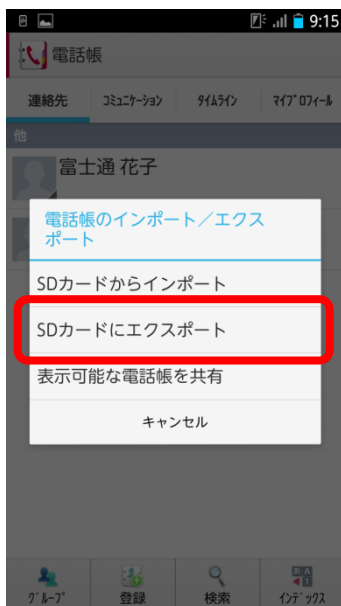 9:15
電話帳
連絡先 コミュニケーション タイムライン マイプロフィール
他
富士通 花子
電話帳のインポート／エクス
ポート
SDカードからインポート
SDカードにエクスポート
表示可能な電話帳を共有
キャンセル
グループ 登録 検索 インデックス